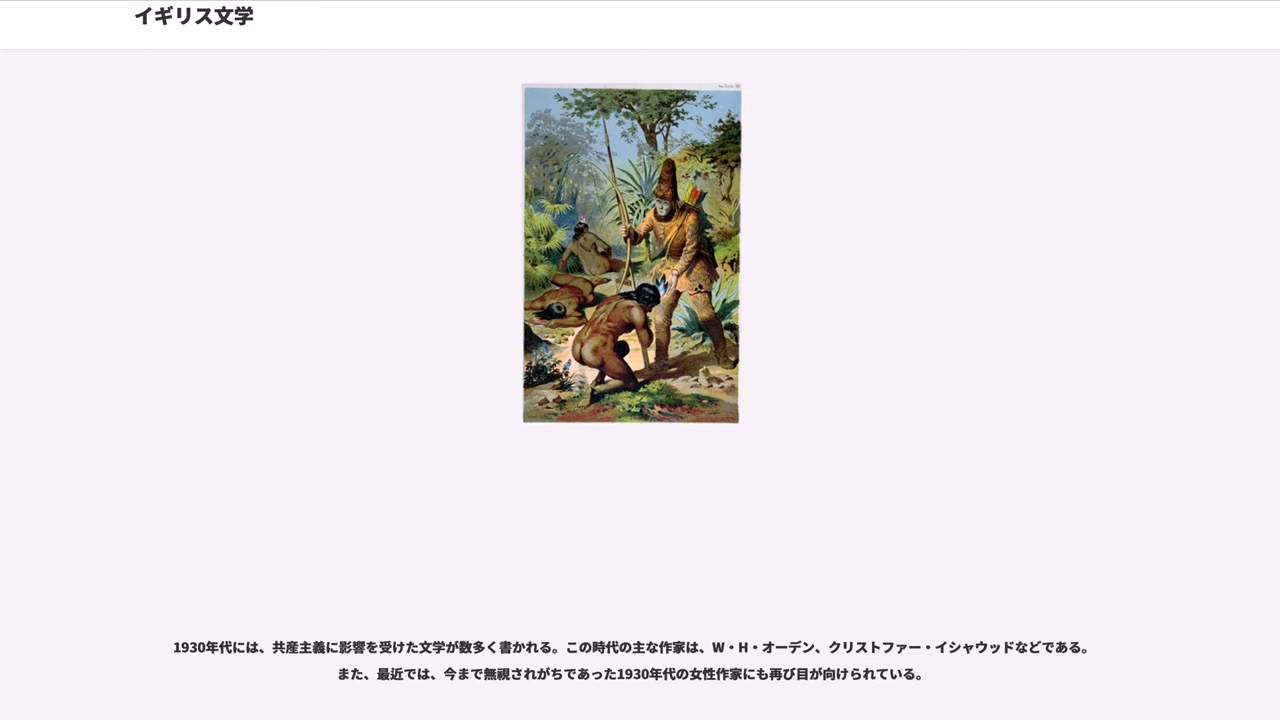 イギリス文学
1930年代には、共産主義に影響を受けた文学が数多く書かれる。この時代の主な作家は、W・H・オーデン、クリストファー・イシャウッドなどである。
また、最近では、今まで無視されがちであった1930年代の女性作家にも再び目が向けられている。